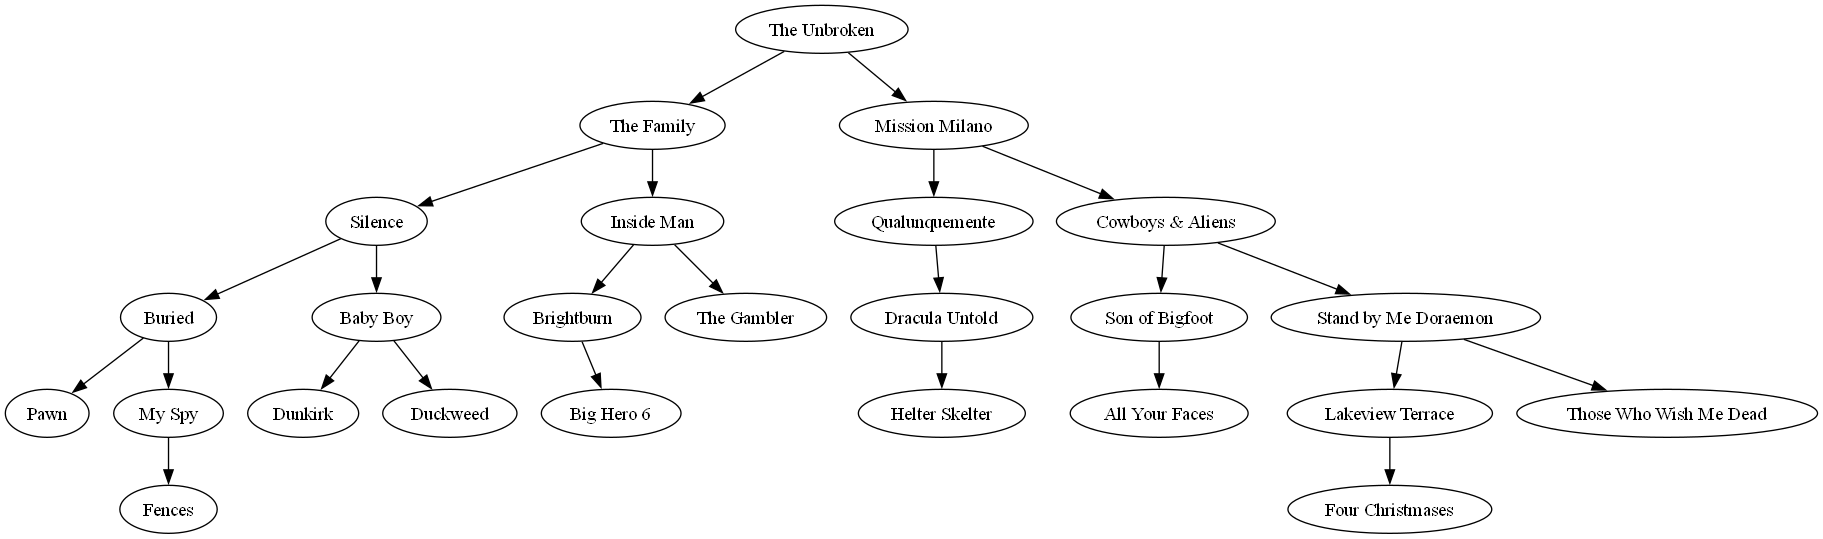 The Unbroken
The Family
Mission Milano
Silence
Inside Man
Qualunquemente
Cowboys & Aliens
Buried
Baby Boy
Brightburn
The Gambler
Dracula Untold
Son of Bigfoot
Stand by Me Doraemon
Pawn
My Spy
Dunkirk
Duckweed
Big Hero 6
Helter Skelter
All Your Faces
Lakeview Terrace
Those Who Wish Me Dead
Fences
Four Christmases